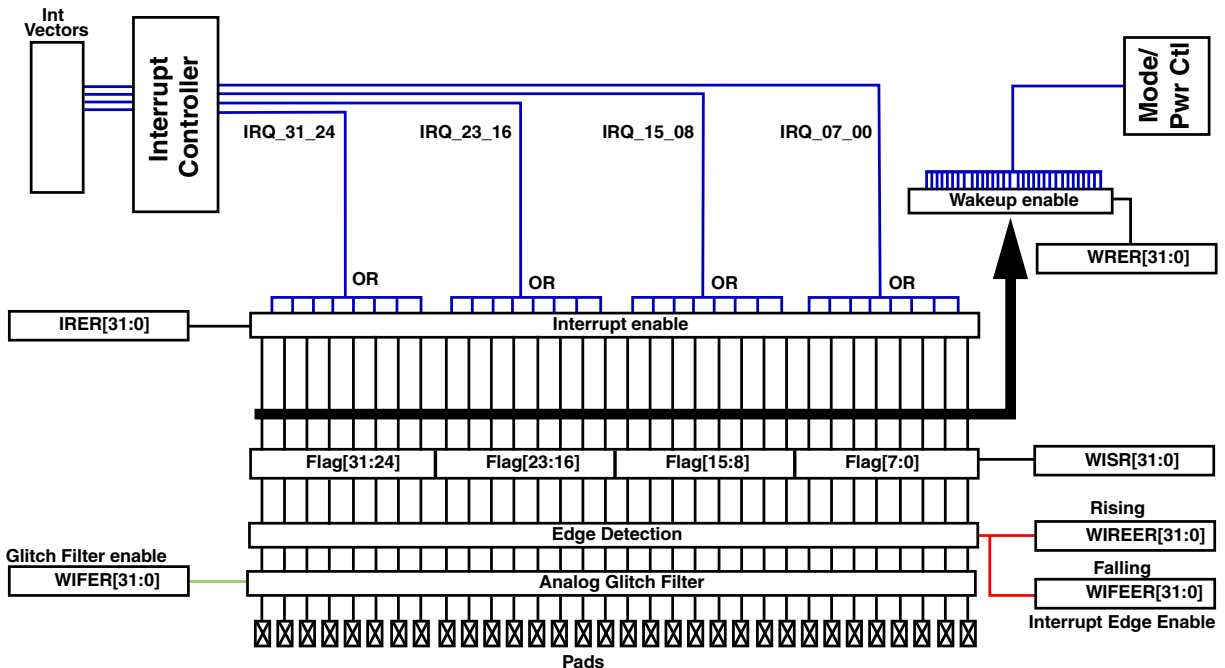 Int
Vectors
Interrupt
Controller
Mode/
Pwr Ctl
IRQ_31_24
IRQ_23_16
IRQ_15_08
IRQ_07_00
Wakeup enable
WRER[31:0]
OR
OR
OR
OR
IRER[31:0]
Interrupt enable
Flag[31:24]
Flag[23:16]
Flag[15:8]
Flag[7:0]
WISR[31:0]
Rising
Edge Detection
WIREER[31:0]
Glitch Filter enable
Falling
WIFER[31:0]
Analog Glitch Filter
WIFEER[31:0]
Interrupt Edge Enable
Pads